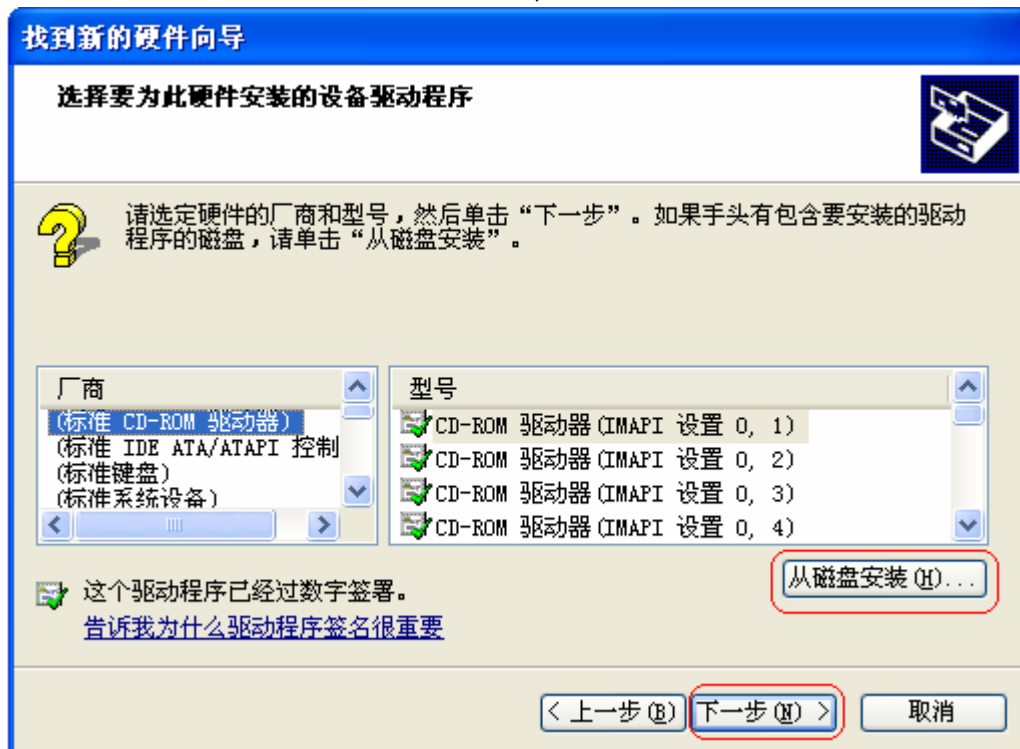 找到新的硬件向导
选择要为此硬件安装的设备驱动程序
请选定硬件的厂商和型号，然后单击“下一步”。如果手头有包含要安装的驱动
程序的磁盘，请单击“从磁盘安装”。
厂商
(标准 CD-ROM 驱动器)
(标准 IDE ATA/ATAPI 控制
(标准键盘)
(标准系统设备)
型号
CD-ROM 驱动器(IMAPI 设置 0, 1)
CD-ROM 驱动器(IMAPI 设置 0, 2)
CD-ROM 驱动器(IMAPI 设置 0, 3)
CD-ROM 驱动器(IMAPI 设置 0, 4)
从磁盘安装(H)...
这个驱动程序已经过数字签署。
告诉我为什么驱动程序签名很重要
< 上一步(B)
下一步(N) >
取消